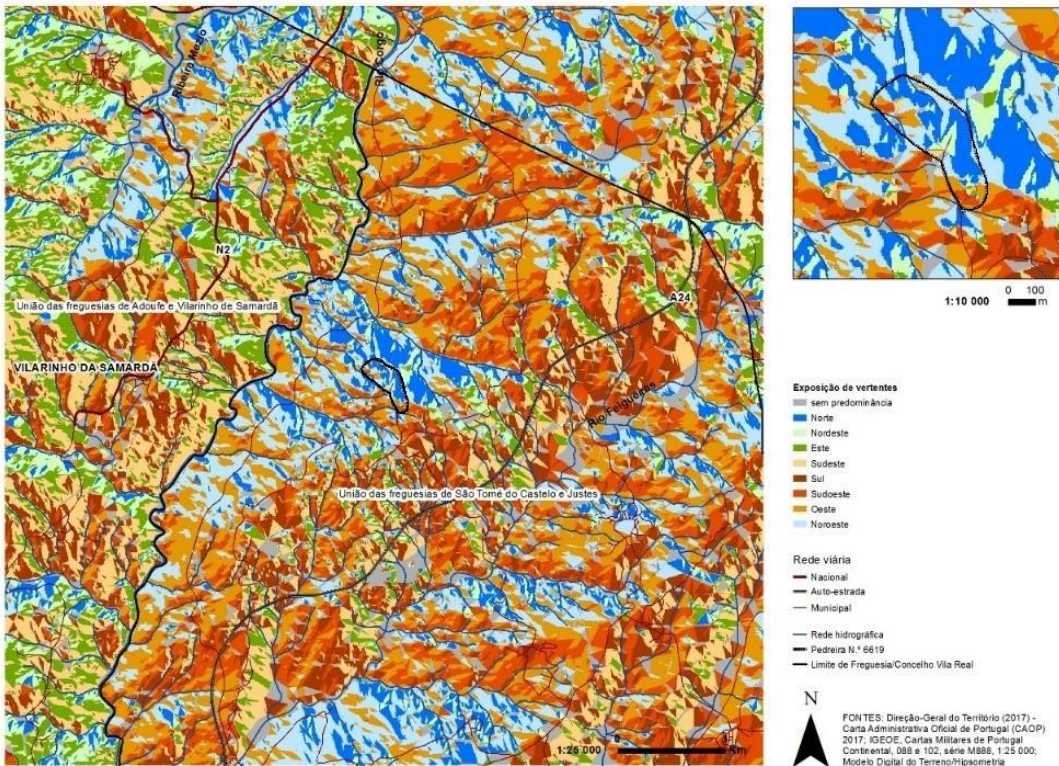 Ribeira Melro
Rio Corgo
N2
A24
União das freguesias de Adoufe e Vilarinho de Samardã
VILARINHO DA SAMARDÃ
Rio Felgueiras
União das freguesias de São Tomé do Castelo e Justes
1:25 000
0
Km
1:10 000
0 100
m
Exposição de vertentes
sem predominância
Norte
Nordeste
Este
Sudeste
Sul
Sudoeste
Oeste
Noroeste
Rede viária
Nacional
Auto-estrada
Municipal
Rede hidrográfica
Pedreira N.º 6619
Limite de Freguesia/Concelho Vila Real
N
FONTES: Direção-Geral do Território (2017) -
Carta Administrativa Oficial de Portugal (CAOP)
2017; IGEOE, Cartas Militares de Portugal
Continental, 088 e 102, série M888, 1:25 000;
Modelo Digital do Terreno/Hipsometria